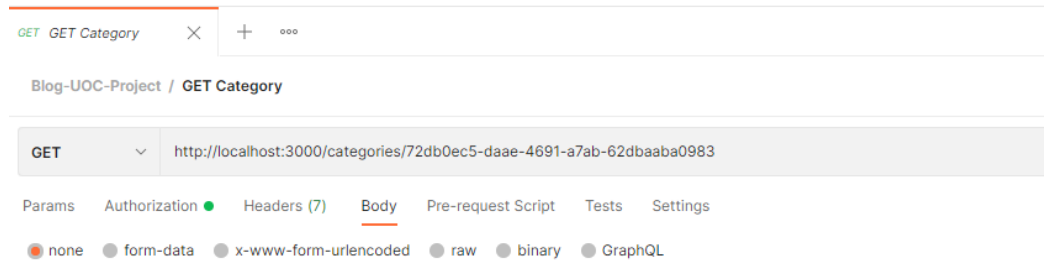 GET GET Category
Blog-UOC-Project / GET Category
GET http://localhost:3000/categories/72db0ec5-daae-4691-a7ab-62dbaaba0983
Params Authorization Headers (7) Body Pre-request Script Tests Settings
none form-data x-www-form-urlencoded raw binary GraphQL